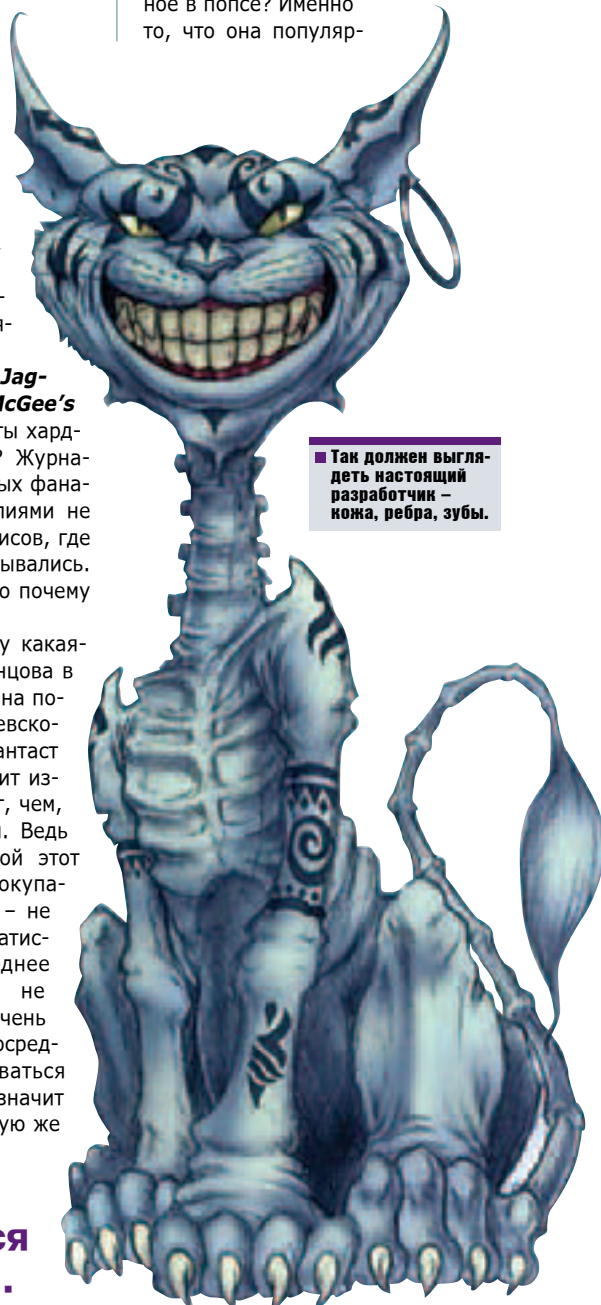 ное в попсе? Именно
то, что она популяр-
-
я-
Jag-
McGee's
ты хард-
? Журна-
ых фана-
лиями не
исов, где
ывались.
о почему
у какая-
нцова в
на по-
евско-
антаст
ит из-
т, чем,
. Ведь
ой этот
окупа-
– не
атис-
днее
не
чень
осред-
ваться
значит
ую же
ся
.
Так должен выгля-
деть настоящий
разработчик –
кожа, ребра, зубы.